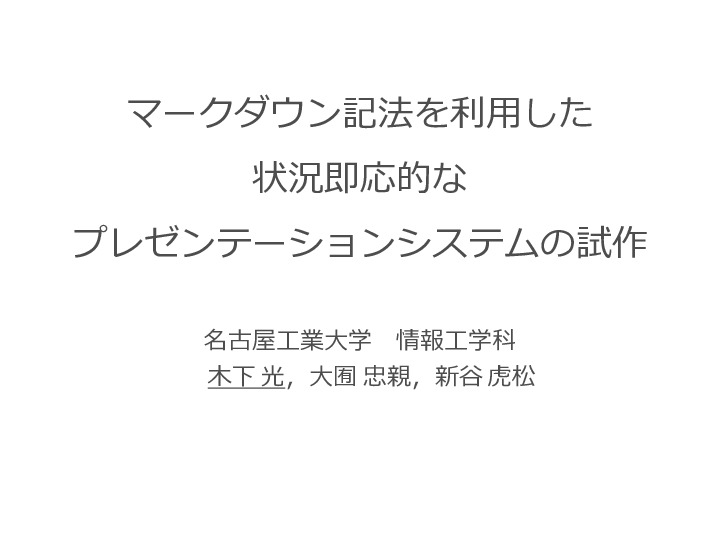 マークダウン記法を利用した
状況即応的な
プレゼンテーションシステムの試作
名古屋工業大学　情報工学科
木下 光，大囿 忠親，新谷 虎松